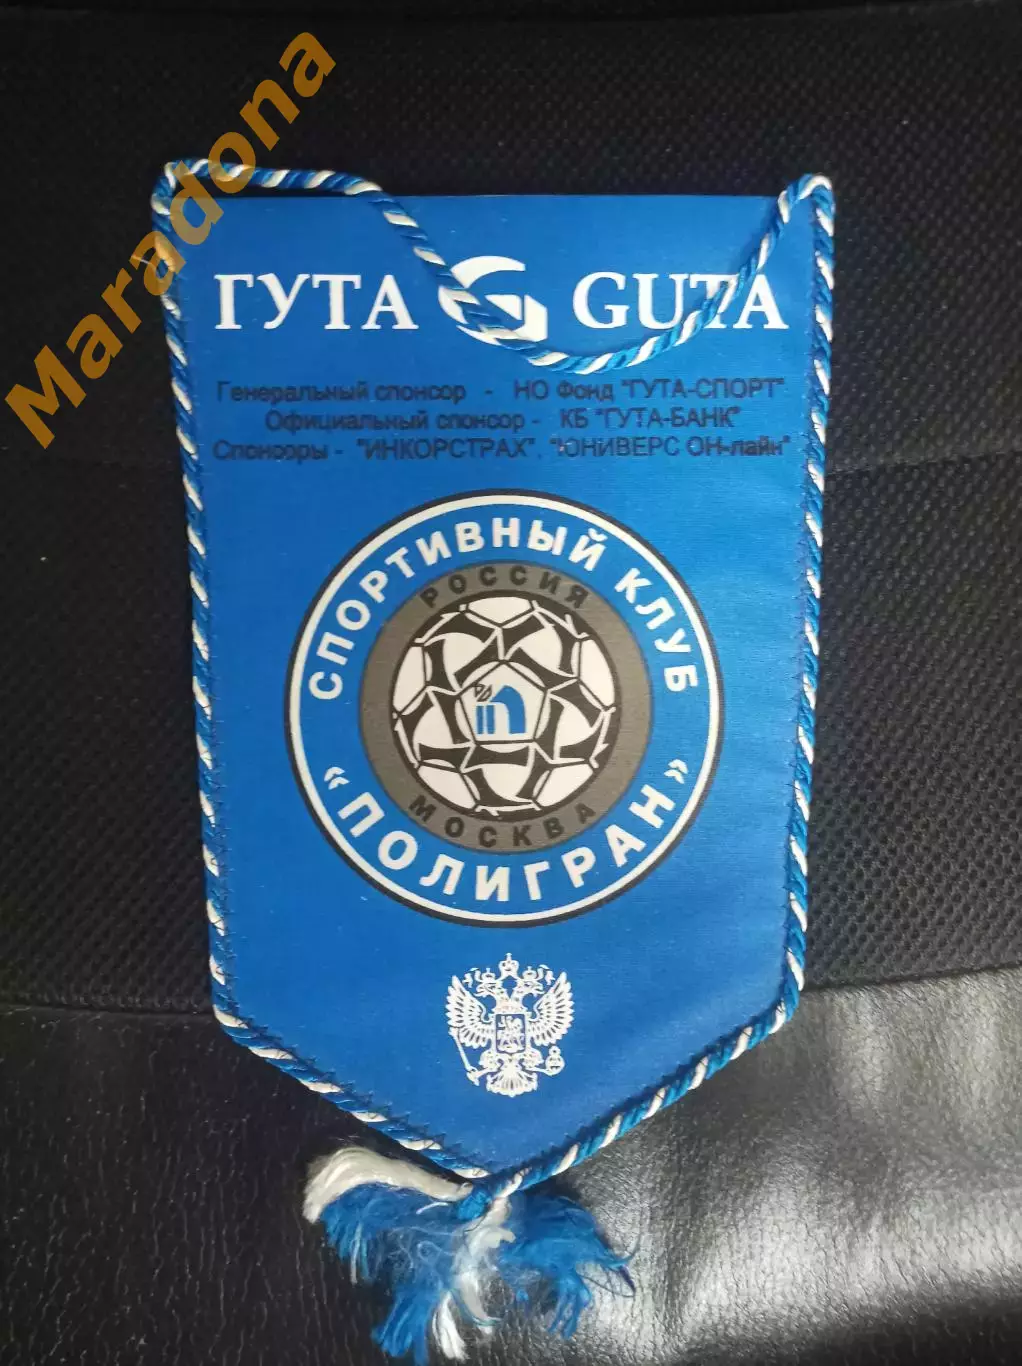 Maradona
ГУТА GUTA
Генеральный спонсор - НО Фонд "ГУТА-СПОРТ"
Официальный спонсор - КБ "ГУТА-БАНК"
Спонсоры - "ИНКОРСТРАХ", "ЮНИВЕРС ОН-лайн"
СПОРТИВНЫЙ КЛУБ
РОССИЯ
МОСКВА
«ПОЛИГРАН»